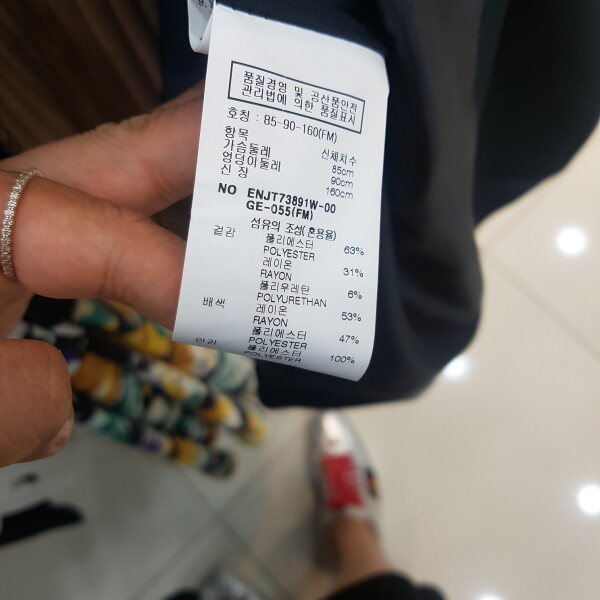 품질경영 및 공산품안전
관리법에 의한 품질표시
호칭 : 85-90-160(FM)
항목 신체치수
가슴둘레 85cm
엉덩이둘레 90cm
신장 160cm
NO ENJT73891W-00
GE-055(FM)
섬유의 조성(혼용율)
겉감 폴리에스터 63%
POLYESTER
레이온 31%
RAYON
폴리우레탄 6%
POLYURETHAN
배색 레이온 53%
RAYON
폴리에스터 47%
POLYESTER
안감 폴리에스터 100%
POLYESTER